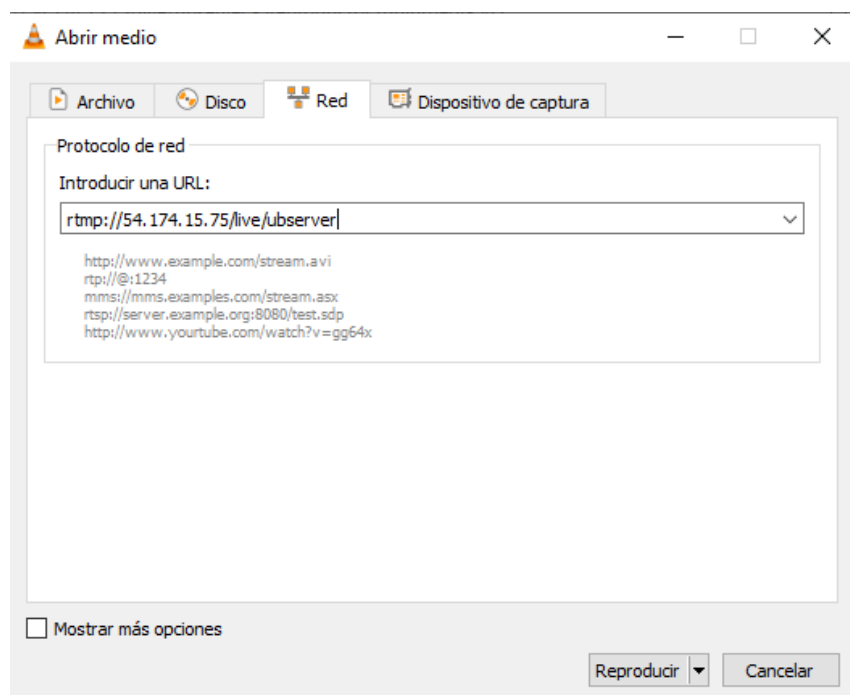 Abrir medio
Archivo Disco Red Dispositivo de captura
Protocolo de red
Introducir una URL:
rtmp://54.174.15.75/live/ubserver
http://www.example.com/stream.avi
rtp://@:1234
mms://mms.examples.com/stream.asx
rtsp://server.example.org:8080/test.sdp
http://www.yourtube.com/watch?v=gg64x
Mostrar más opciones
Reproducir Cancelar